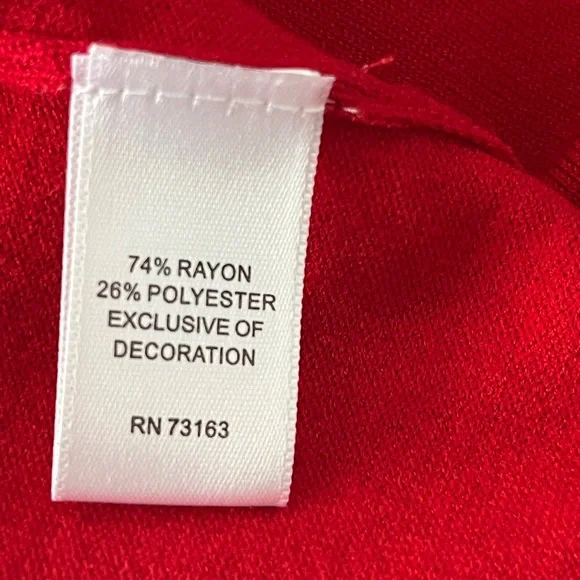 74% RAYON
26% POLYESTER
EXCLUSIVE OF
DECORATION
RN 73163